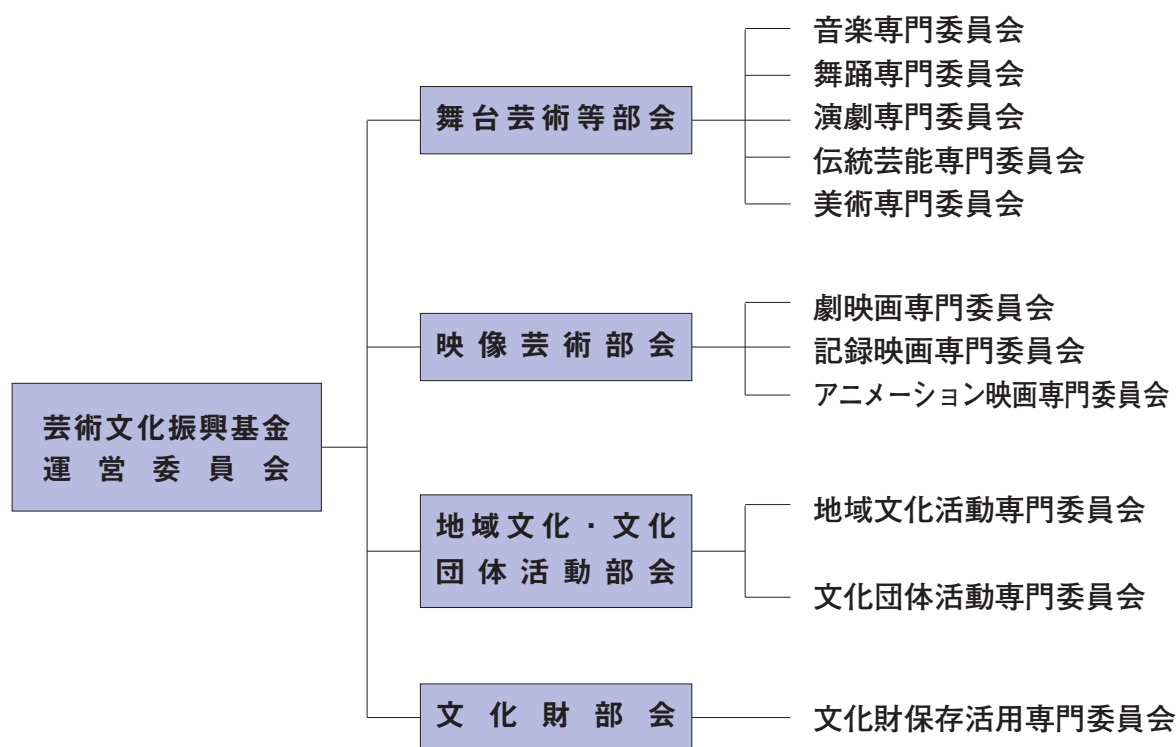 芸術文化振興基金
運営委員会
舞台芸術等部会
音楽専門委員会
舞踊専門委員会
演劇専門委員会
伝統芸能専門委員会
美術専門委員会
映像芸術部会
劇映画専門委員会
記録映画専門委員会
アニメーション映画専門委員会
地域文化・文化
団体活動部会
地域文化活動専門委員会
文化団体活動専門委員会
文化財部会
文化財保存活用専門委員会